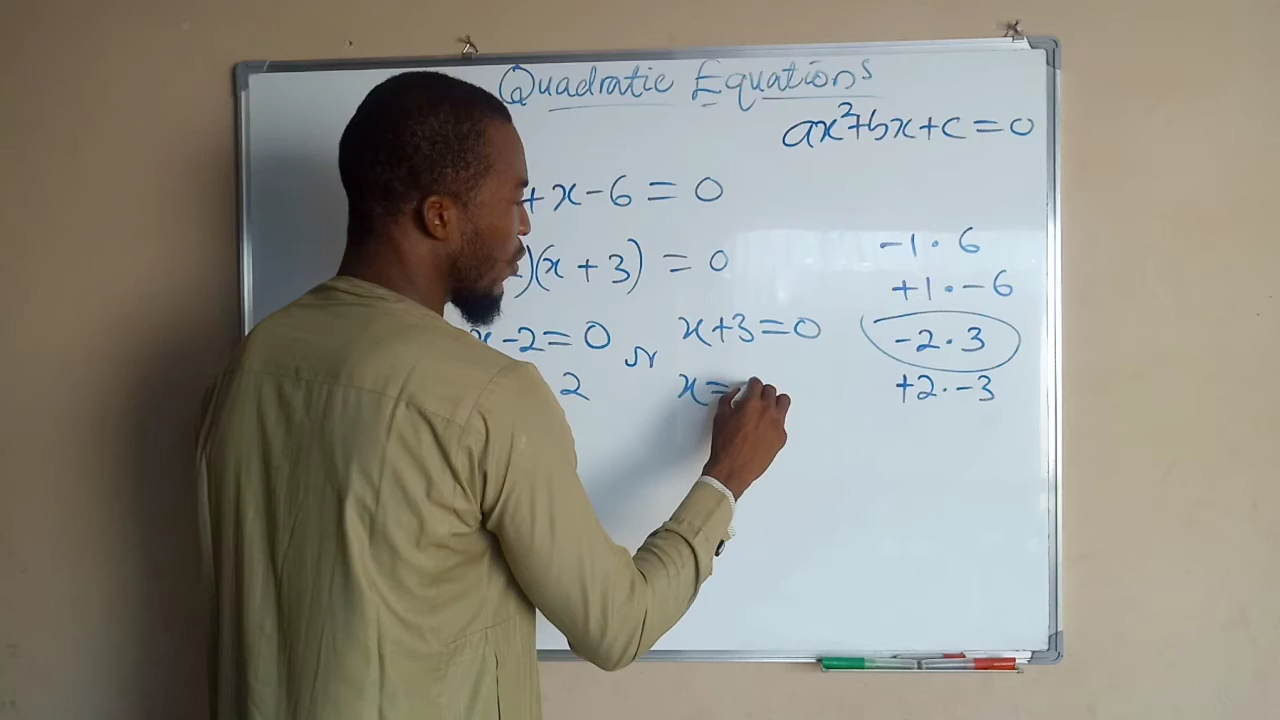 Quadratic Equations
ax²+bx+c=0
+x-6=0
)(x+3)=0
x-2=0 or x+3=0
2 x=
-1·6
+1·-6
-2·3
+2·-3